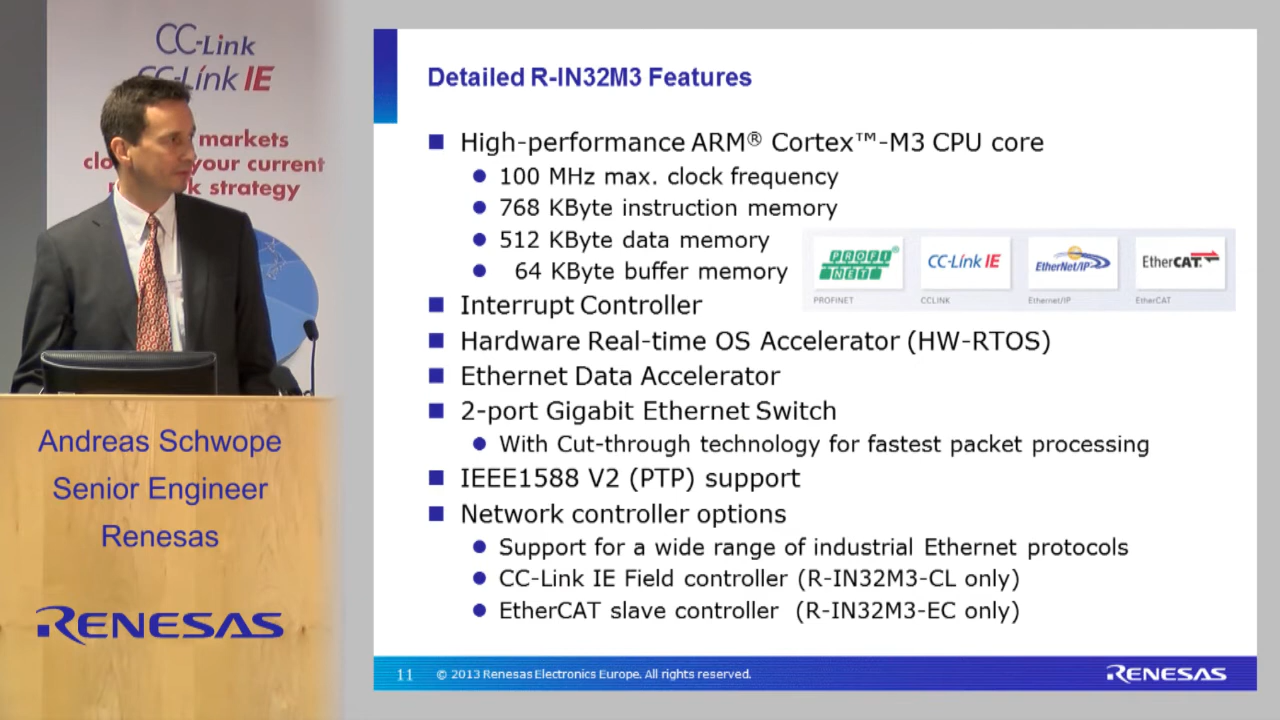 CC-Link
CC-Link IE
markets
clo your current
k strategy
Andreas Schwope
Senior Engineer
Renesas
RENESAS
Detailed R-IN32M3 Features
High-performance ARM® Cortex™-M3 CPU core
100 MHz max. clock frequency
768 KByte instruction memory
512 KByte data memory
64 KByte buffer memory
PROFI NET® CC-Link IE EtherNet/IP EtherCAT.
PROFINET CCLINK Ethernet/IP EtherCAT
Interrupt Controller
Hardware Real-time OS Accelerator (HW-RTOS)
Ethernet Data Accelerator
2-port Gigabit Ethernet Switch
With Cut-through technology for fastest packet processing
IEEE1588 V2 (PTP) support
Network controller options
Support for a wide range of industrial Ethernet protocols
CC-Link IE Field controller (R-IN32M3-CL only)
EtherCAT slave controller (R-IN32M3-EC only)
11 © 2013 Renesas Electronics Europe. All rights reserved.
RENESAS